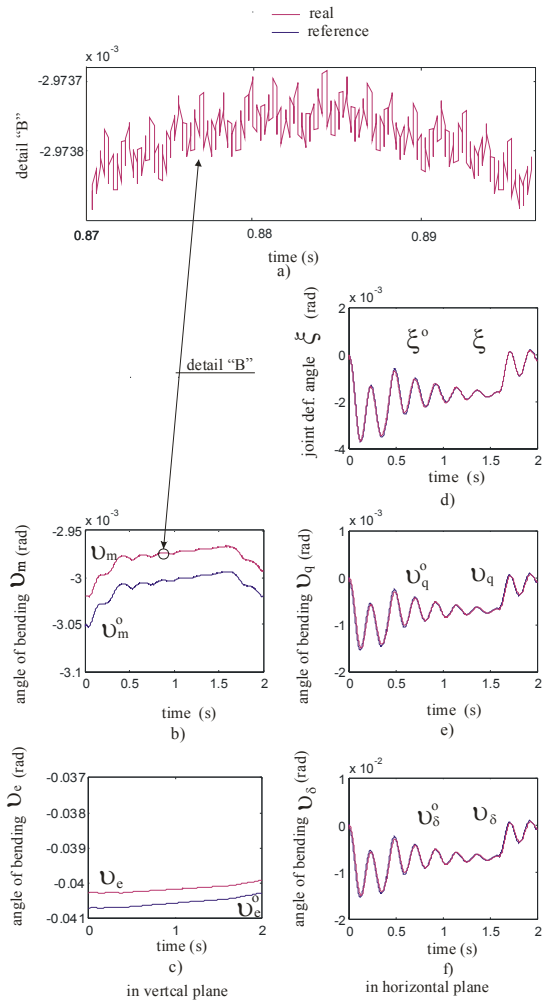 real
reference
x 10⁻³
-2.9737
-2.9738
detail “B”
0.87
0.88
0.89
time (s)
a)
detail “B”
x 10⁻³
2
0
-2
-4
joint def. angle ξ (rad)
ξ° ξ
0 0.5 1 1.5 2
time (s)
d)
x 10⁻³
-2.95
-3
-3.05
-3.1
angle of bending υm (rad)
υm
υm°
0 0.5 1 1.5 2
time (s)
b)
x 10⁻³
1
0
-1
-2
angle of bending υq (rad)
υq° υq
0 0.5 1 1.5 2
time (s)
e)
-0.037
-0.038
-0.039
-0.04
-0.041
angle of bending υe (rad)
υe
υe°
0 1 2
time (s)
c)
in vertcal plane
x 10⁻²
1
0
-1
-2
angle of bending υδ (rad)
υδ° υδ
0 0.5 1 1.5 2
time (s)
f)
in horizontal plane